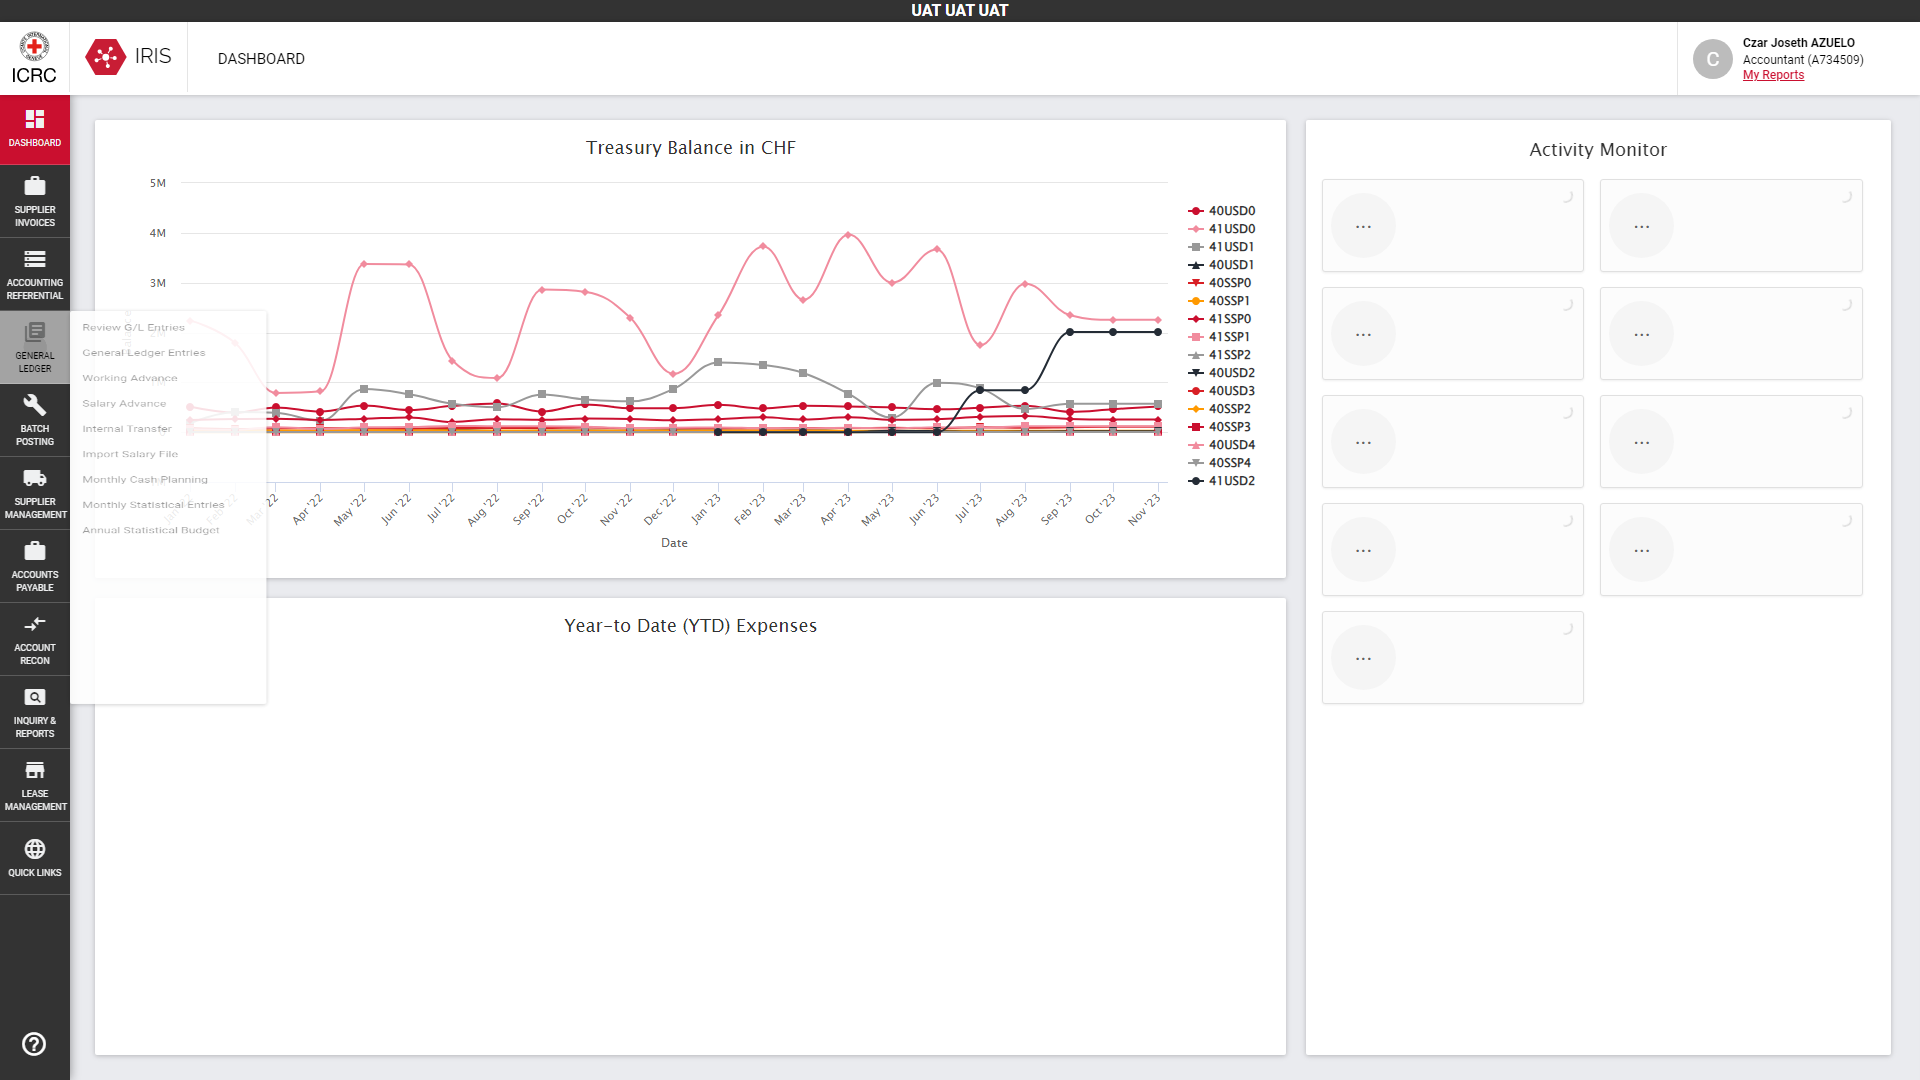 UAT UAT UAT
ICRC
IRIS
DASHBOARD
C
Czar Joseth AZUELO
Accountant (A734509)
My Reports
DASHBOARD
SUPPLIER
INVOICES
ACCOUNTING
REFERENTIAL
GENERAL
LEDGER
BATCH
POSTING
SUPPLIER
MANAGEMENT
ACCOUNTS
PAYABLE
ACCOUNT
RECON
INQUIRY &
REPORTS
LEASE
MANAGEMENT
QUICK LINKS
Review G/L Entries
General Ledger Entries
Working Advance
Salary Advance
Internal Transfer
Import Salary File
Monthly Cash Planning
Monthly Statistical Entries
Annual Statistical Budget
Treasury Balance in CHF
5M
4M
3M
Mar '22
Apr '22
May '22
Jun '22
Jul '22
Aug '22
Sep '22
Oct '22
Nov '22
Dec '22
Jan '23
Feb '23
Mar '23
Apr '23
May '23
Jun '23
Jul '23
Aug '23
Sep '23
Oct '23
Nov '23
Date
40USD0
41USD0
41USD1
40USD1
40SSP0
40SSP1
41SSP0
41SSP1
41SSP2
40USD2
40USD3
40SSP2
40SSP3
40USD4
40SSP4
41USD2
Year-to Date (YTD) Expenses
Activity Monitor
...
...
...
...
...
...
...
...
...